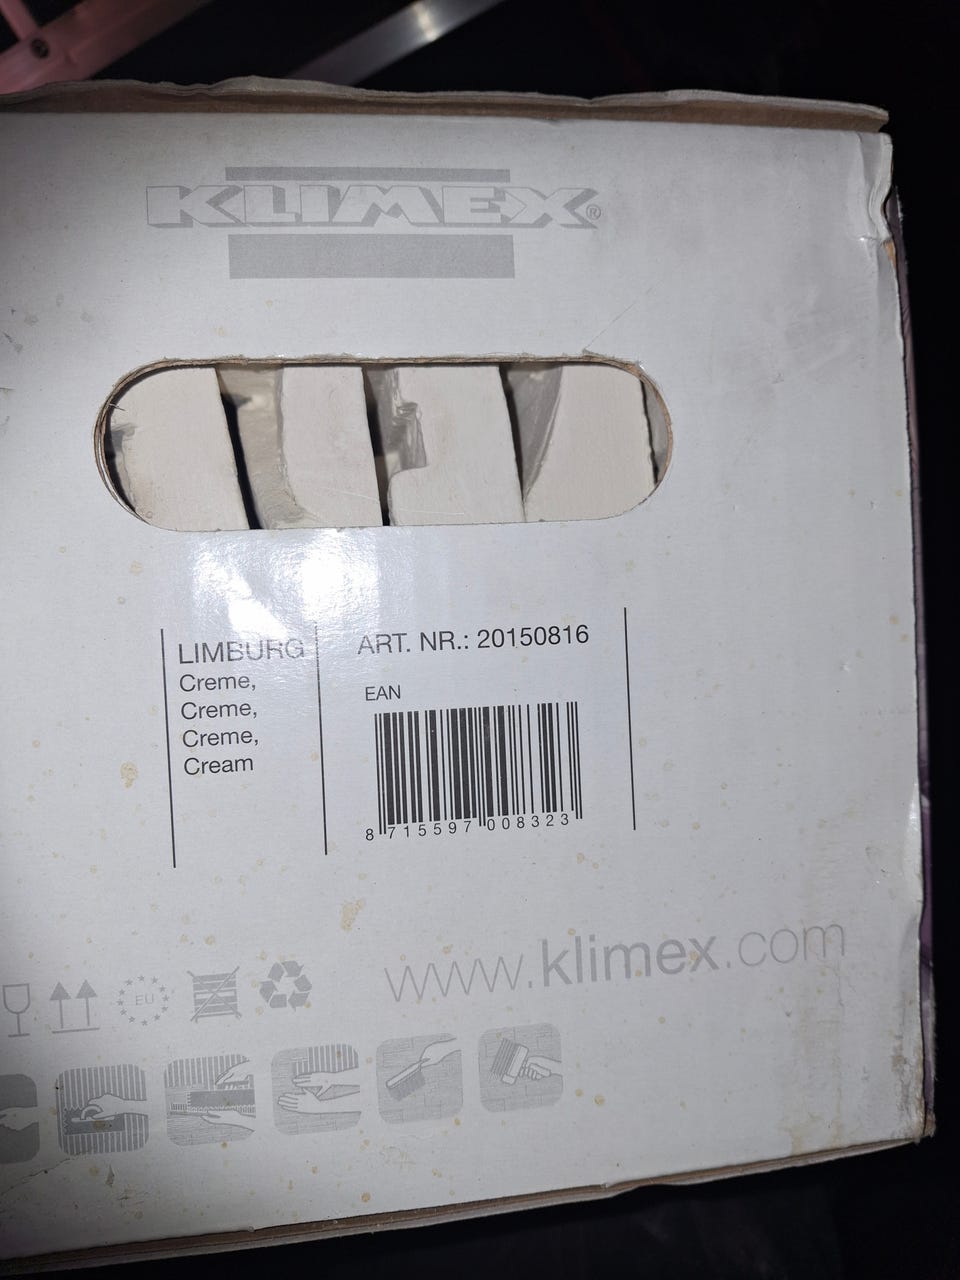 KLIMEX®
LIMBURG
Creme,
Creme,
Creme,
Cream
ART. NR.: 20150816
EAN
8 715597 008323
www.klimex.com
EU